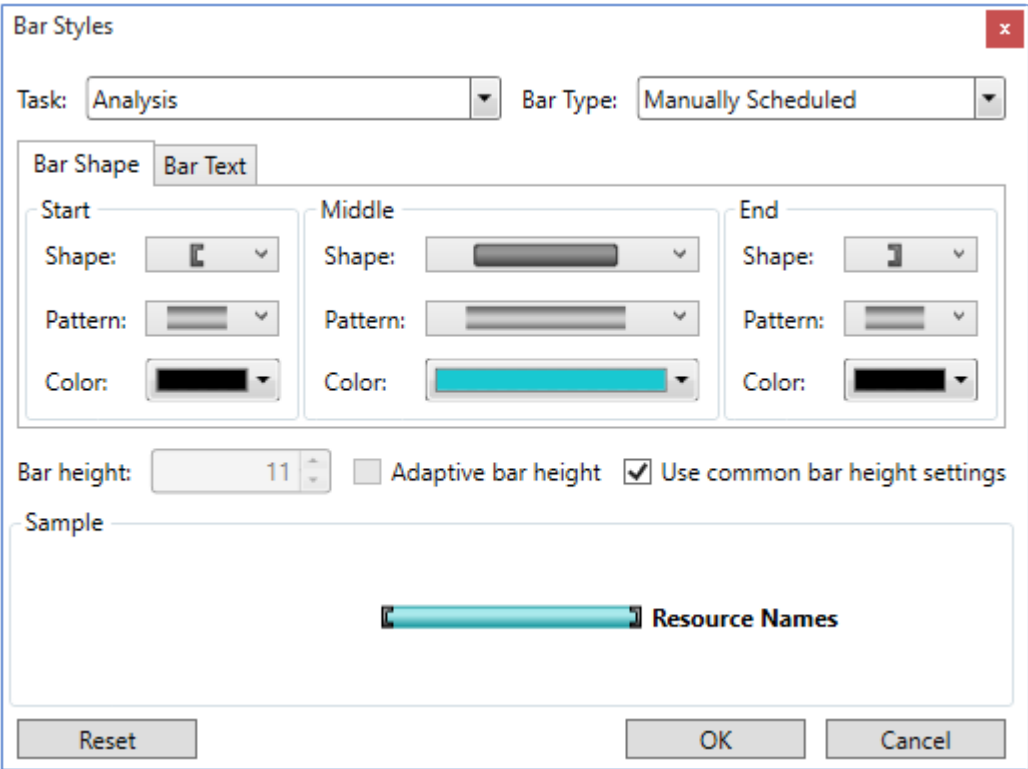 Bar Styles
x
Task: Analysis Bar Type: Manually Scheduled
Bar Shape Bar Text
Start Middle End
Shape: Shape: Shape:
Pattern: Pattern: Pattern:
Color: Color: Color:
Bar height: 11 Adaptive bar height Use common bar height settings
Sample
Resource Names
Reset OK Cancel